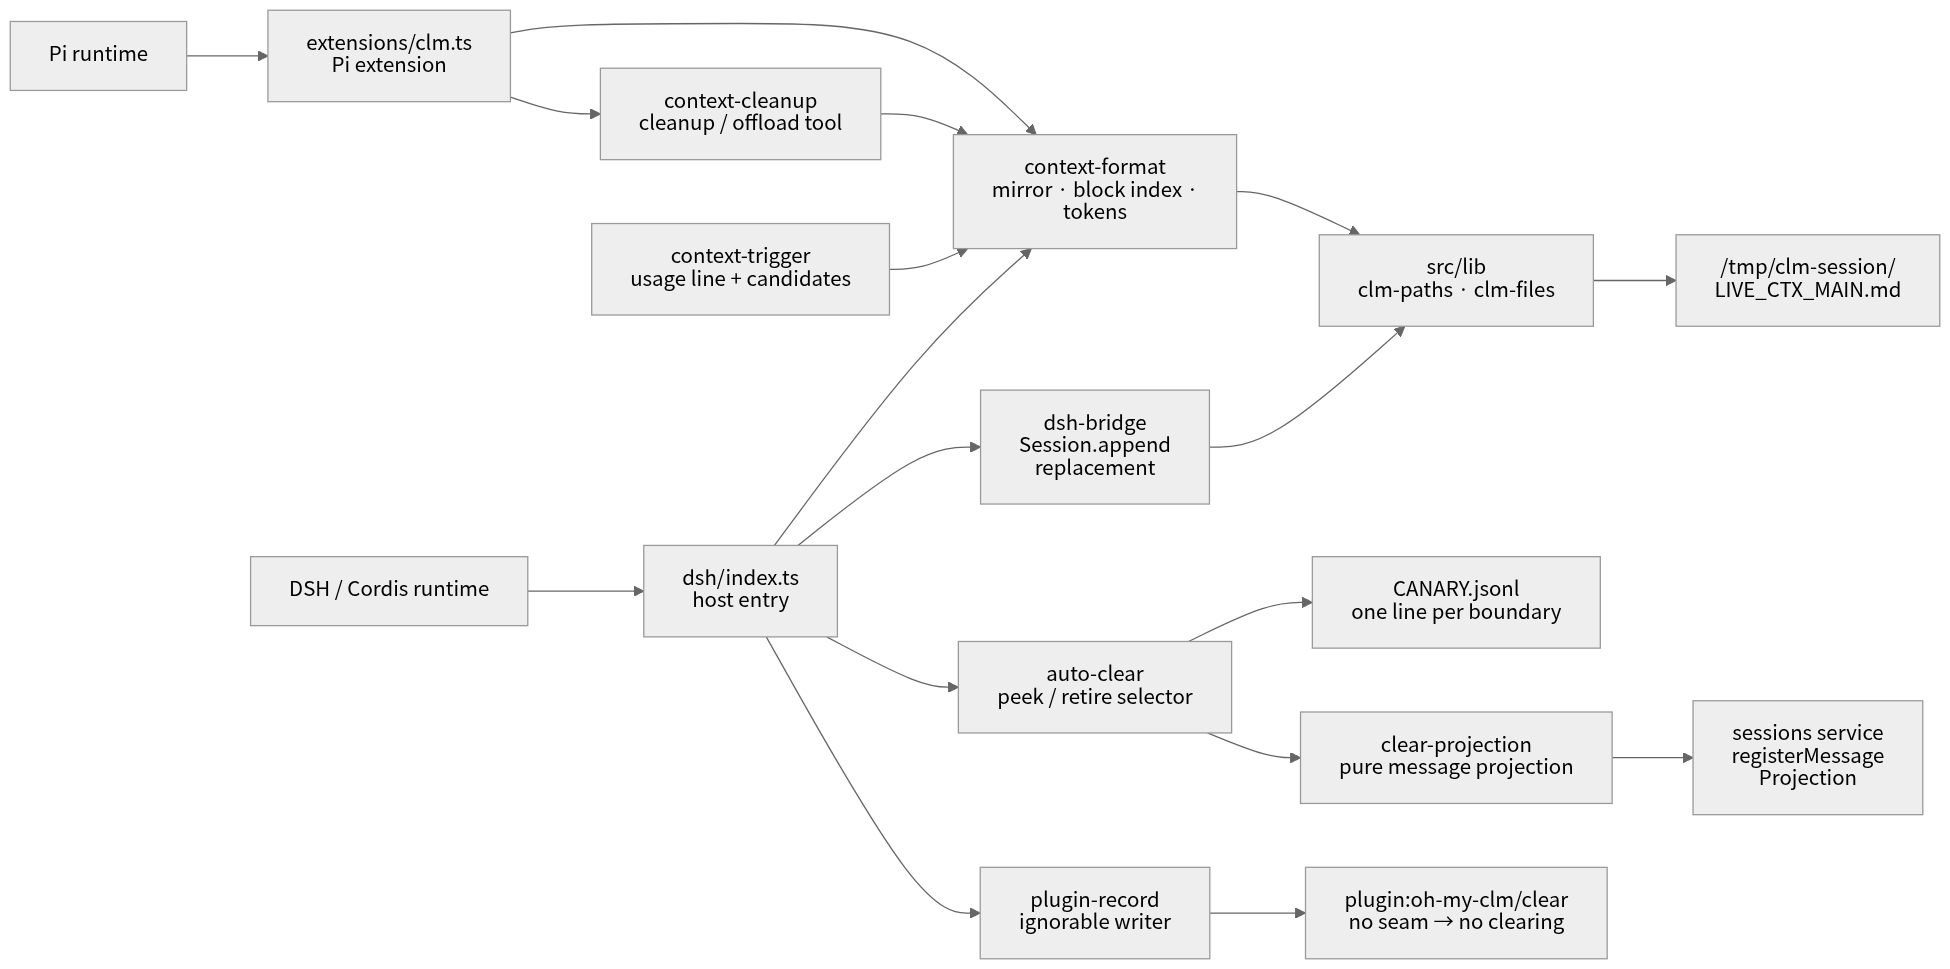 Pi runtime
extensions/clm.ts
Pi extension
context-cleanup
cleanup / offload tool
context-format
mirror · block index ·
tokens
context-trigger
usage line + candidates
src/lib
clm-paths · clm-files
/tmp/clm-session/
LIVE_CTX_MAIN.md
dsh-bridge
Session.append
replacement
DSH / Cordis runtime
dsh/index.ts
host entry
CANARY.jsonl
one line per boundary
auto-clear
peek / retire selector
clear-projection
pure message projection
sessions service
registerMessage
Projection
plugin-record
ignorable writer
plugin:oh-my-clm/clear
no seam → no clearing